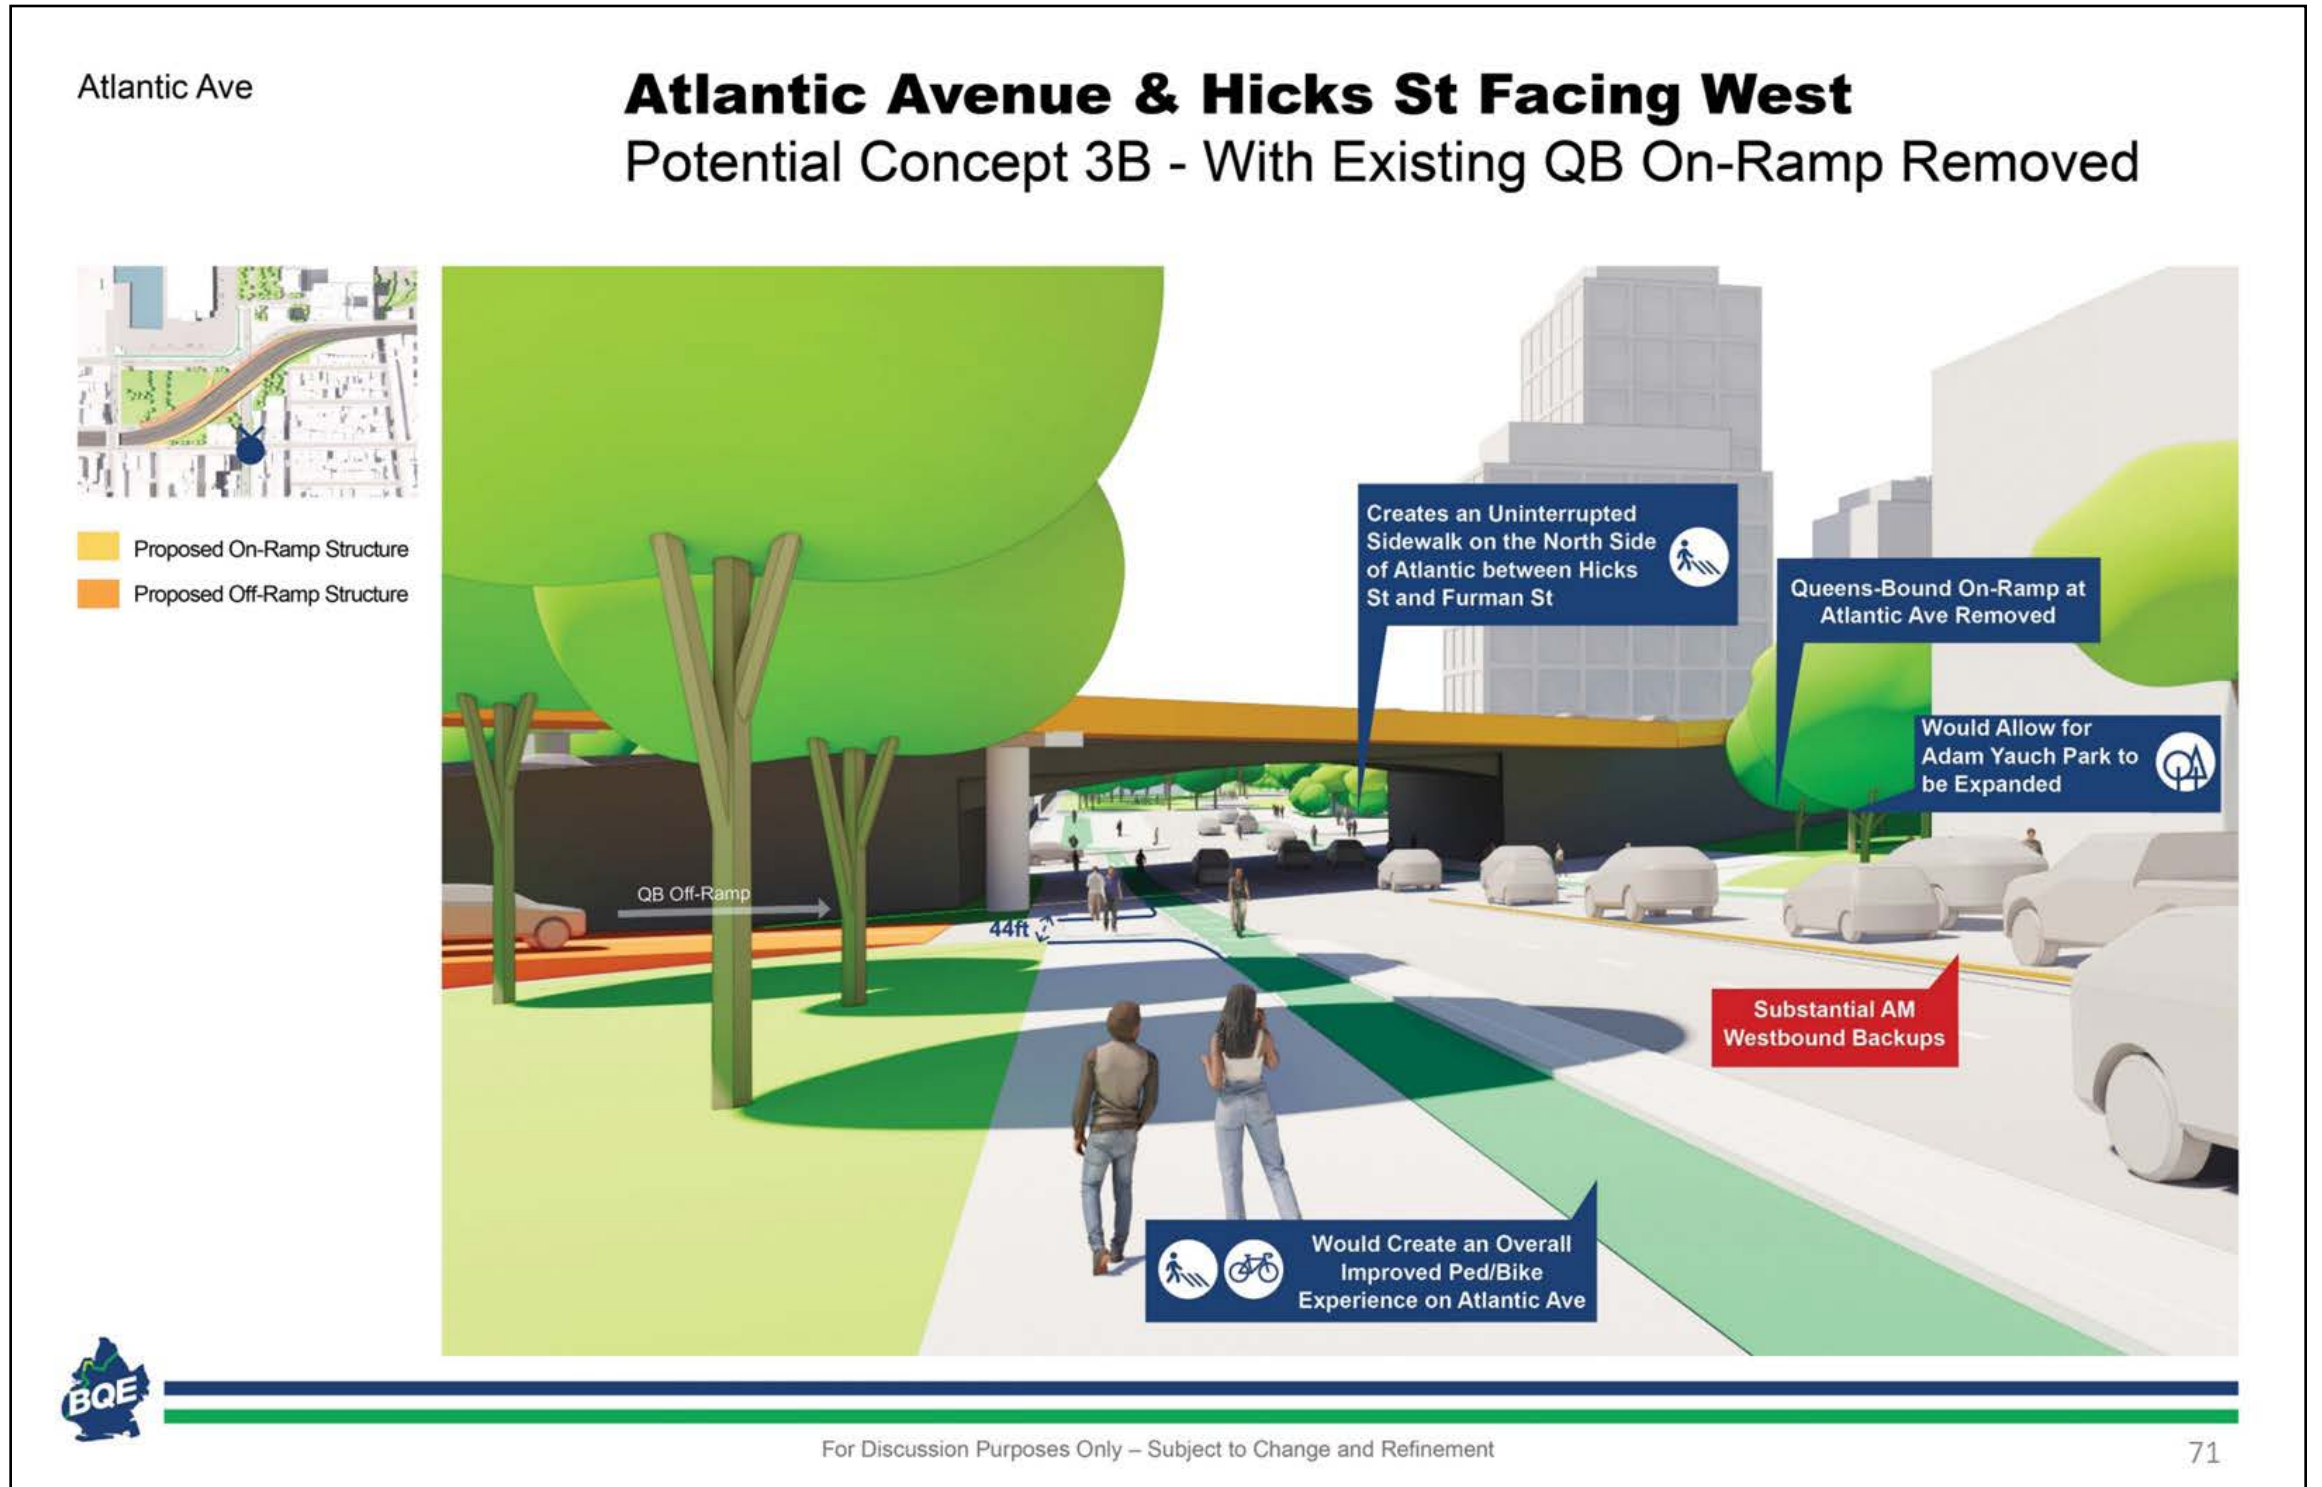 Atlantic Ave
Atlantic Avenue & Hicks St Facing West
Potential Concept 3B - With Existing QB On-Ramp Removed
Proposed On-Ramp Structure
Proposed Off-Ramp Structure
Creates an Uninterrupted
Sidewalk on the North Side
of Atlantic between Hicks
St and Furman St
Queens-Bound On-Ramp at
Atlantic Ave Removed
Would Allow for
Adam Yauch Park to
be Expanded
QB Off-Ramp
44ft
Substantial AM
Westbound Backups
Would Create an Overall
Improved Ped/Bike
Experience on Atlantic Ave
BQE
For Discussion Purposes Only – Subject to Change and Refinement
71